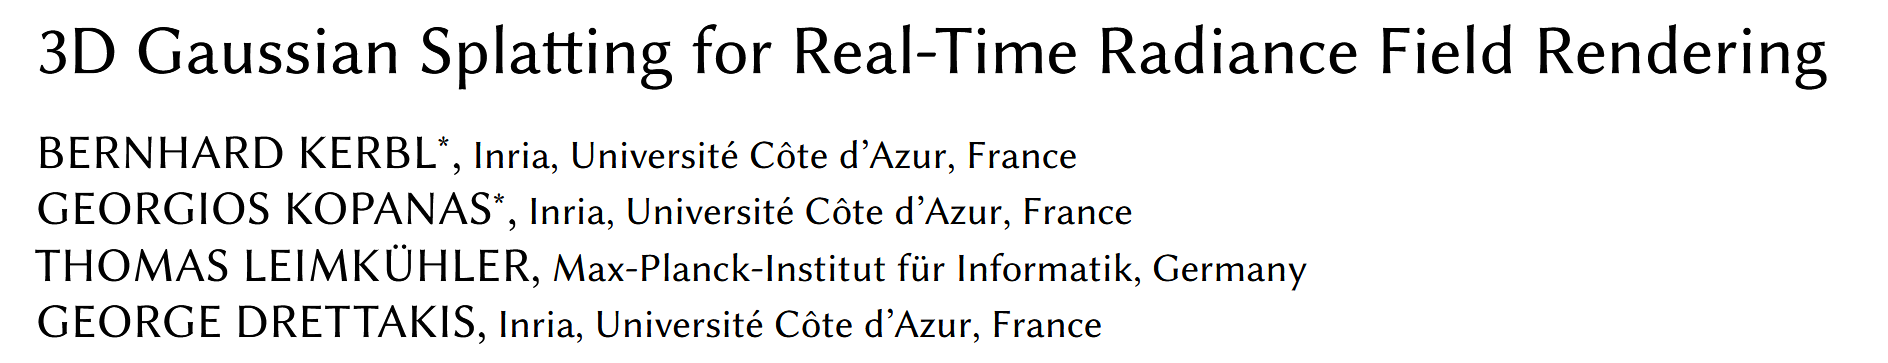 3D Gaussian Splatting for Real-Time Radiance Field Rendering
BERNHARD KERBL*, Inria, Université Côte d’Azur, France
GEORGIOS KOPANAS*, Inria, Université Côte d’Azur, France
THOMAS LEIMKÜHLER, Max-Planck-Institut für Informatik, Germany
GEORGE DRETTAKIS, Inria, Université Côte d’Azur, France